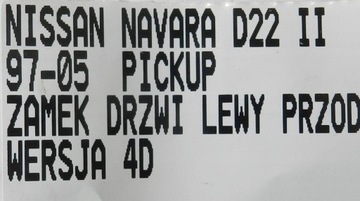 NISSAN NAVARA D22 II
97-05 PICKUP
ZAMEK DRZWI LEWY PRZOD
WERSJA 4D